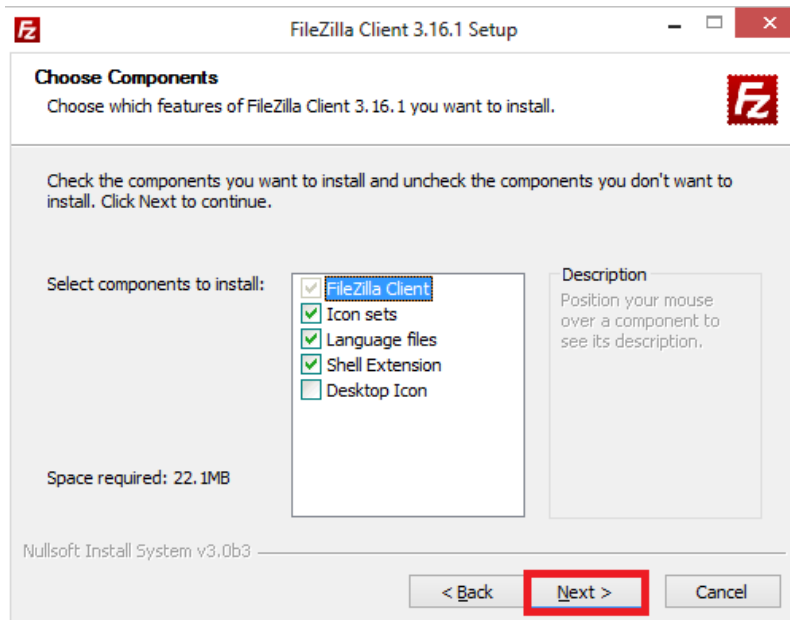 FileZilla Client 3.16.1 Setup
Choose Components
Choose which features of FileZilla Client 3.16.1 you want to install.
Fz
Check the components you want to install and uncheck the components you don't want to
install. Click Next to continue.
Select components to install:
FileZilla Client
Icon sets
Language files
Shell Extension
Desktop Icon
Description
Position your mouse
over a component to
see its description.
Space required: 22.1MB
Nullsoft Install System v3.0b3
< Back
Next >
Cancel